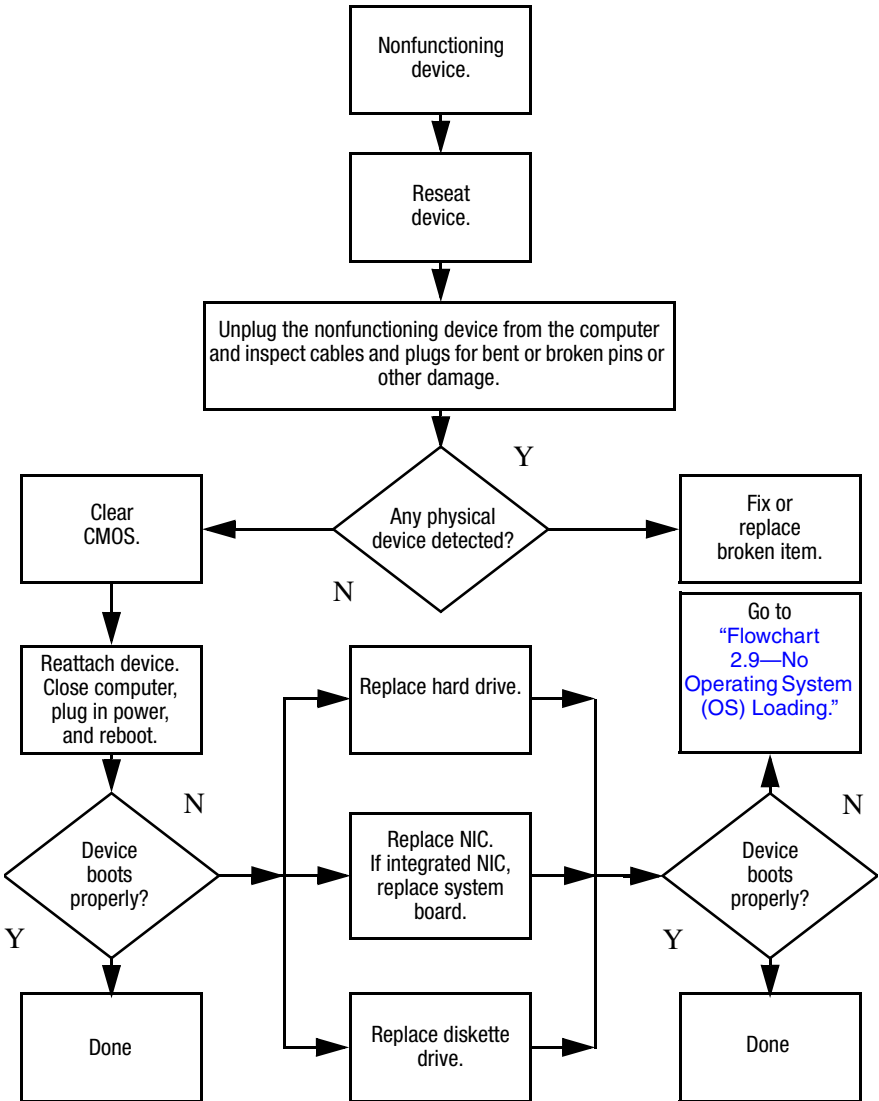 Nonfunctioning
device.
Reseat
device.
Unplug the nonfunctioning device from the computer
and inspect cables and plugs for bent or broken pins or
other damage.
Y
Clear
CMOS.
Any physical
device detected?
Fix or
replace
broken item.
N
Go to
“Flowchart
2.9—No
Operating System
(OS) Loading.”
Reattach device.
Close computer,
plug in power,
and reboot.
Replace hard drive.
N
N
Device
boots
properly?
Replace NIC.
If integrated NIC,
replace system
board.
Device
boots
properly?
Y
Y
Done
Replace diskette
drive.
Done